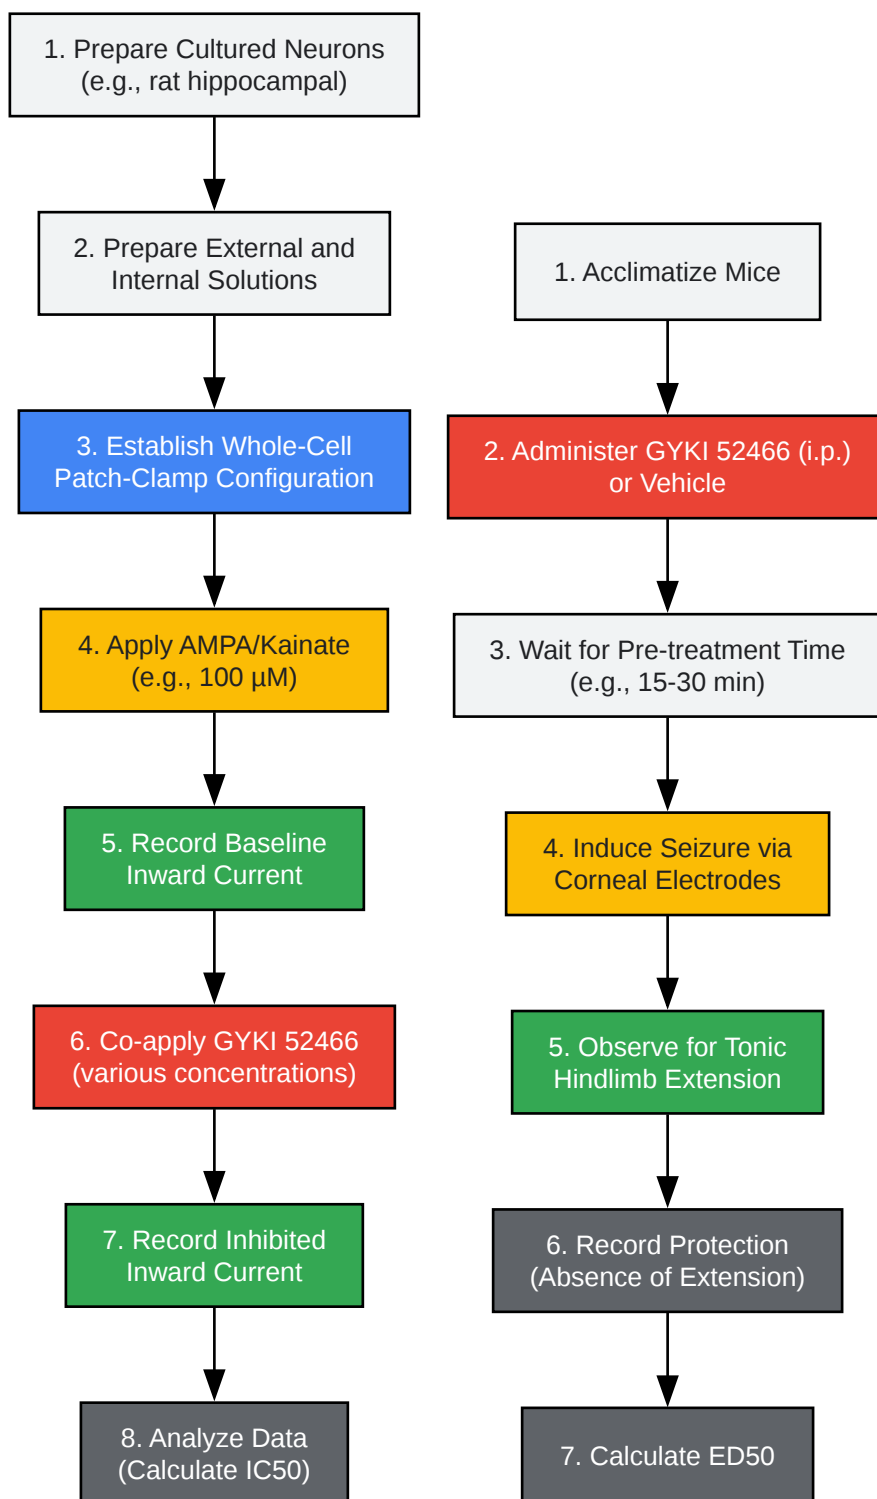 1. Prepare Cultured Neurons
(e.g., rat hippocampal)
2. Prepare External and
Internal Solutions
3. Establish Whole-Cell
Patch-Clamp Configuration
4. Apply AMPA/Kainate
(e.g., 100 µM)
5. Record Baseline
Inward Current
6. Co-apply GYKI 52466
(various concentrations)
7. Record Inhibited
Inward Current
8. Analyze Data
(Calculate IC50)
1. Acclimatize Mice
2. Administer GYKI 52466 (i.p.)
or Vehicle
3. Wait for Pre-treatment Time
(e.g., 15-30 min)
4. Induce Seizure via
Corneal Electrodes
5. Observe for Tonic
Hindlimb Extension
6. Record Protection
(Absence of Extension)
7. Calculate ED50